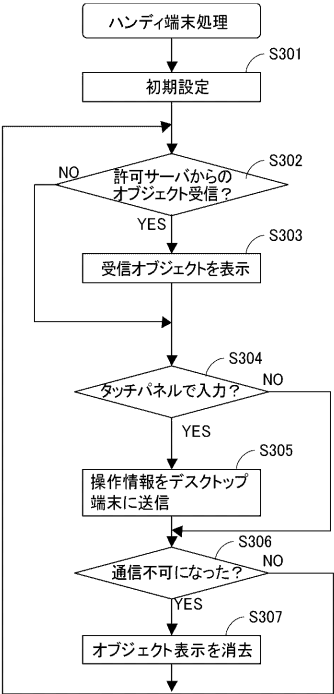 ハンディ端末処理
S301
初期設定
S302
NO
許可サーバからの
オブジェクト受信？
YES
S303
受信オブジェクトを表示
S304
タッチパネルで入力？
NO
YES
S305
操作情報をデスクトップ
端末に送信
S306
通信不可になった？
NO
YES
S307
オブジェクト表示を消去